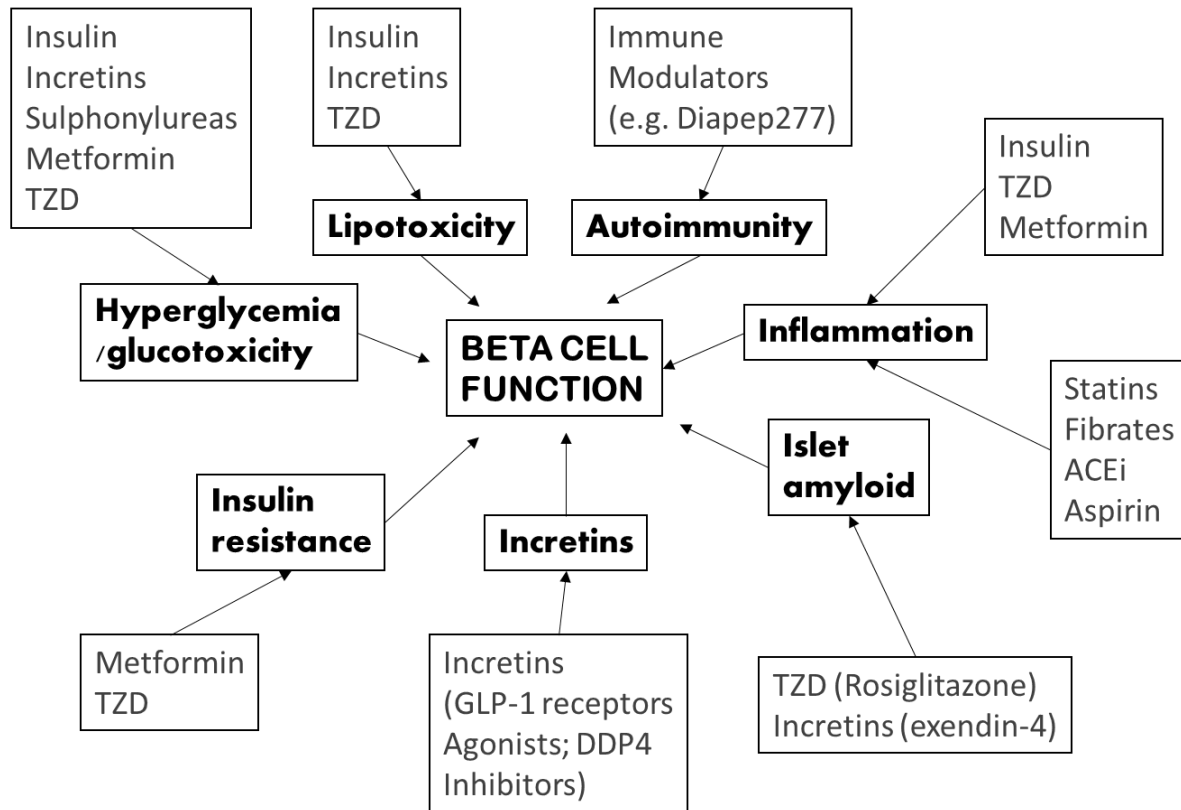 Insulin
Incretins
Sulphonylureas
Metformin
TZD
Insulin
Incretins
TZD
Immune
Modulators
(e.g. Diapep277)
Insulin
TZD
Metformin
Lipotoxicity
Autoimmunity
Hyperglycemia
/glucotoxicity
BETA CELL
FUNCTION
Inflammation
Statins
Fibrates
ACEi
Aspirin
Islet
amyloid
Insulin
resistance
Incretins
Metformin
TZD
Incretins
(GLP-1 receptors
Agonists; DDP4
Inhibitors)
TZD (Rosiglitazone)
Incretins (exendin-4)